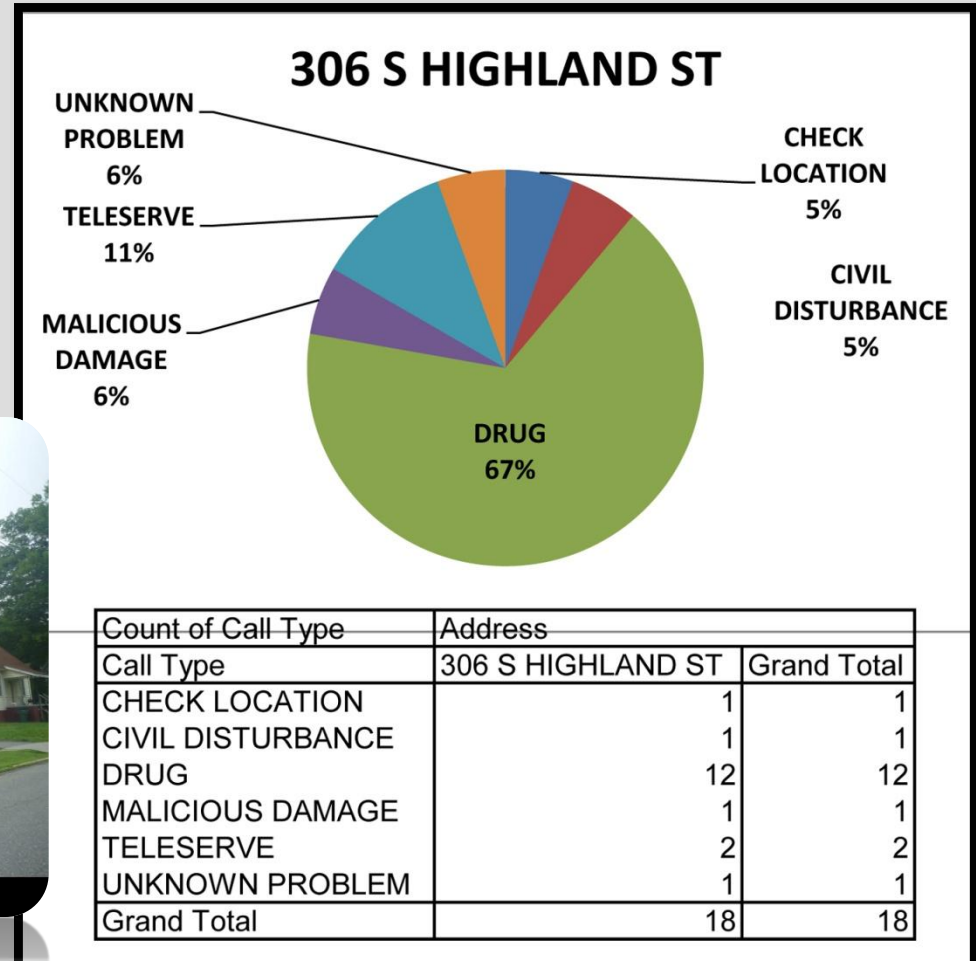 306 S HIGHLAND ST
UNKNOWN
PROBLEM
6%
TELESERVE
11%
MALICIOUS
DAMAGE
6%
CHECK
LOCATION
5%
CIVIL
DISTURBANCE
5%
DRUG
67%
Count of Call Type Address
Call Type 306 S HIGHLAND ST Grand Total
CHECK LOCATION 1 1
CIVIL DISTURBANCE 1 1
DRUG 12 12
MALICIOUS DAMAGE 1 1
TELESERVE 2 2
UNKNOWN PROBLEM 1 1
Grand Total 18 18